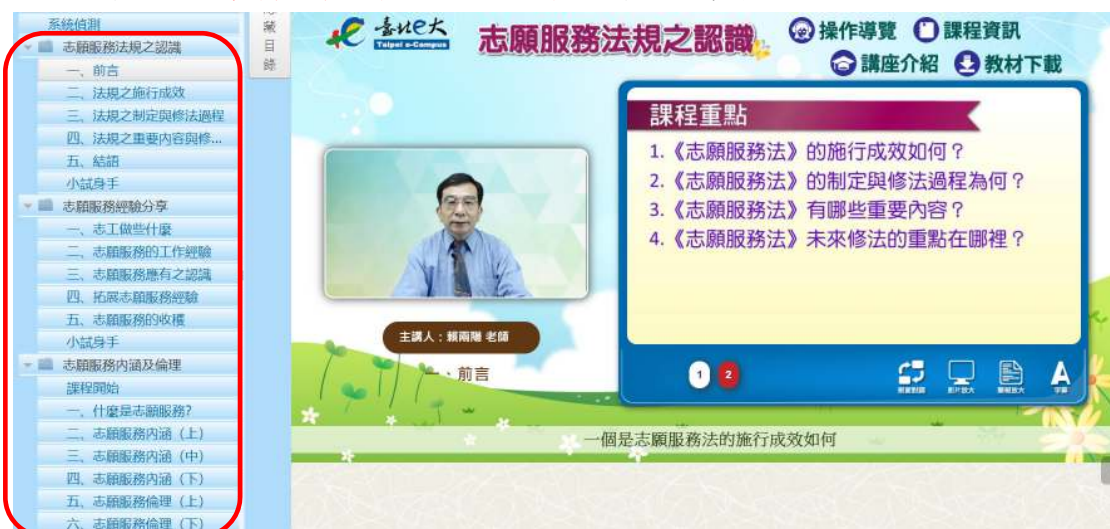 系統偵測
志願服務法規之認識
一、前言
二、法規之施行成效
三、法規之制定與修法過程
四、法規之重要內容與修...
五、結語
小試身手
志願服務經驗分享
一、志工做些什麼
二、志願服務的工作經驗
三、志願服務應有之認識
四、拓展志願服務經驗
五、志願服務的收穫
小試身手
志願服務內涵及倫理
課程開始
一、什麼是志願服務?
二、志願服務內涵（上）
三、志願服務內涵（中）
四、志願服務內涵（下）
五、志願服務倫理（上）
六、志願服務倫理（下）
藏
目
錄
臺北e大
Taipei e-Campus
志願服務法規之認識
操作導覽
課程資訊
講座介紹
教材下載
課程重點
1.《志願服務法》的施行成效如何？
2.《志願服務法》的制定與修法過程為何？
3.《志願服務法》有哪些重要內容？
4.《志願服務法》未來修法的重點在哪裡？
主講人：賴兩陽 老師
一、前言
1 2
影片放大
A
字幕
一個是志願服務法的施行成效如何